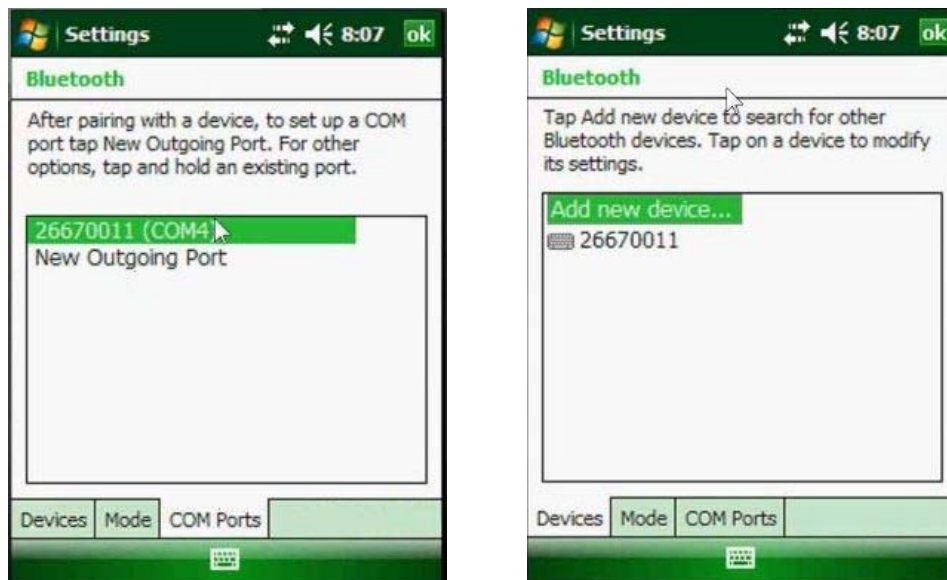 Settings 8:07 ok
Bluetooth
After pairing with a device, to set up a COM
port tap New Outgoing Port. For other
options, tap and hold an existing port.
26670011 (COM4)
New Outgoing Port
Devices Mode COM Ports
Settings 8:07 ok
Bluetooth
Tap Add new device to search for other
Bluetooth devices. Tap on a device to modify
its settings.
Add new device...
26670011
Devices Mode COM Ports